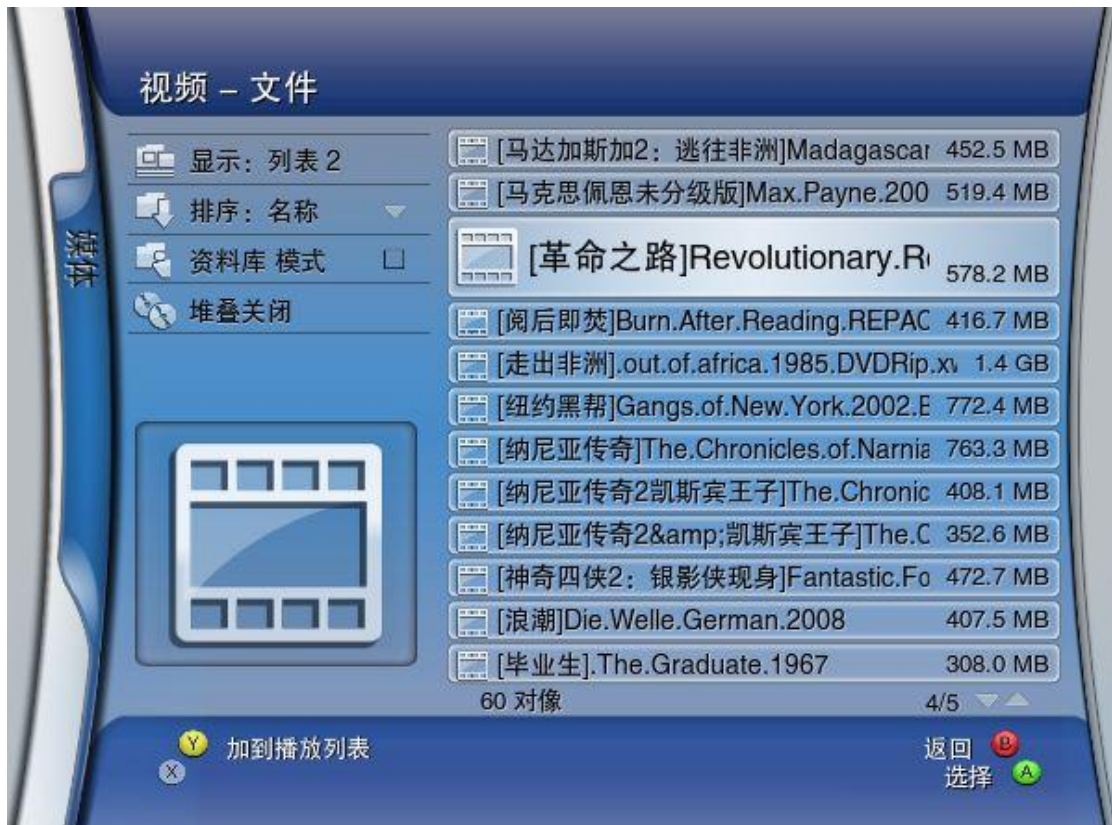 视频 – 文件
媒体
显示: 列表 2
排序: 名称
资料库 模式
堆叠关闭
[马达加斯加2: 逃往非洲]Madagascar 452.5 MB
[马克思佩恩未分级版]Max.Payne.200 519.4 MB
[革命之路]Revolutionary.R 578.2 MB
[阅后即焚]Burn.After.Reading.REPAC 416.7 MB
[走出非洲].out.of.africa.1985.DVDRip.xv 1.4 GB
[纽约黑帮]Gangs.of.New.York.2002.E 772.4 MB
[纳尼亚传奇]The.Chronicles.of.Narnia 763.3 MB
[纳尼亚传奇2凯斯宾王子]The.Chronic 408.1 MB
[纳尼亚传奇2&amp;凯斯宾王子]The.C 352.6 MB
[神奇四侠2: 银影侠现身]Fantastic.Fo 472.7 MB
[浪潮]Die.Welle.German.2008 407.5 MB
[毕业生].The.Graduate.1967 308.0 MB
60 对像 4/5
Y 加到播放列表
X
返回 B
选择 A